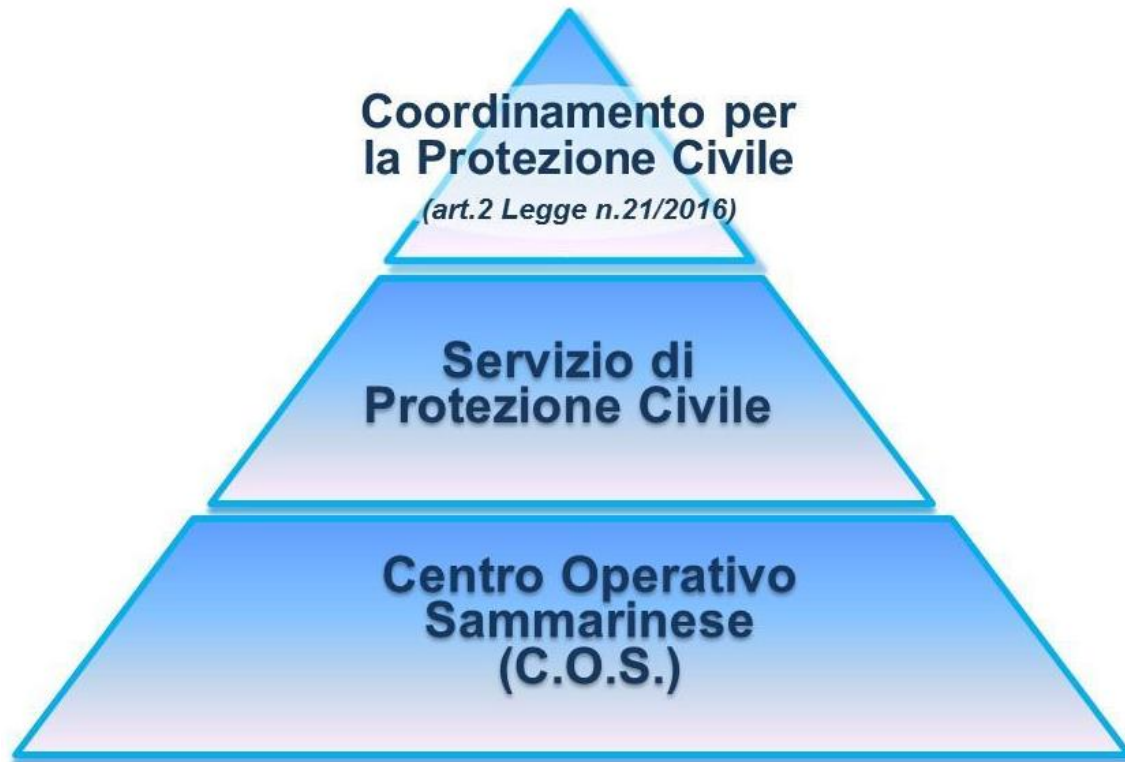 Coordinamento per
la Protezione Civile
(art.2 Legge n.21/2016)
Servizio di
Protezione Civile
Centro Operativo
Sammarinese
(C.O.S.)